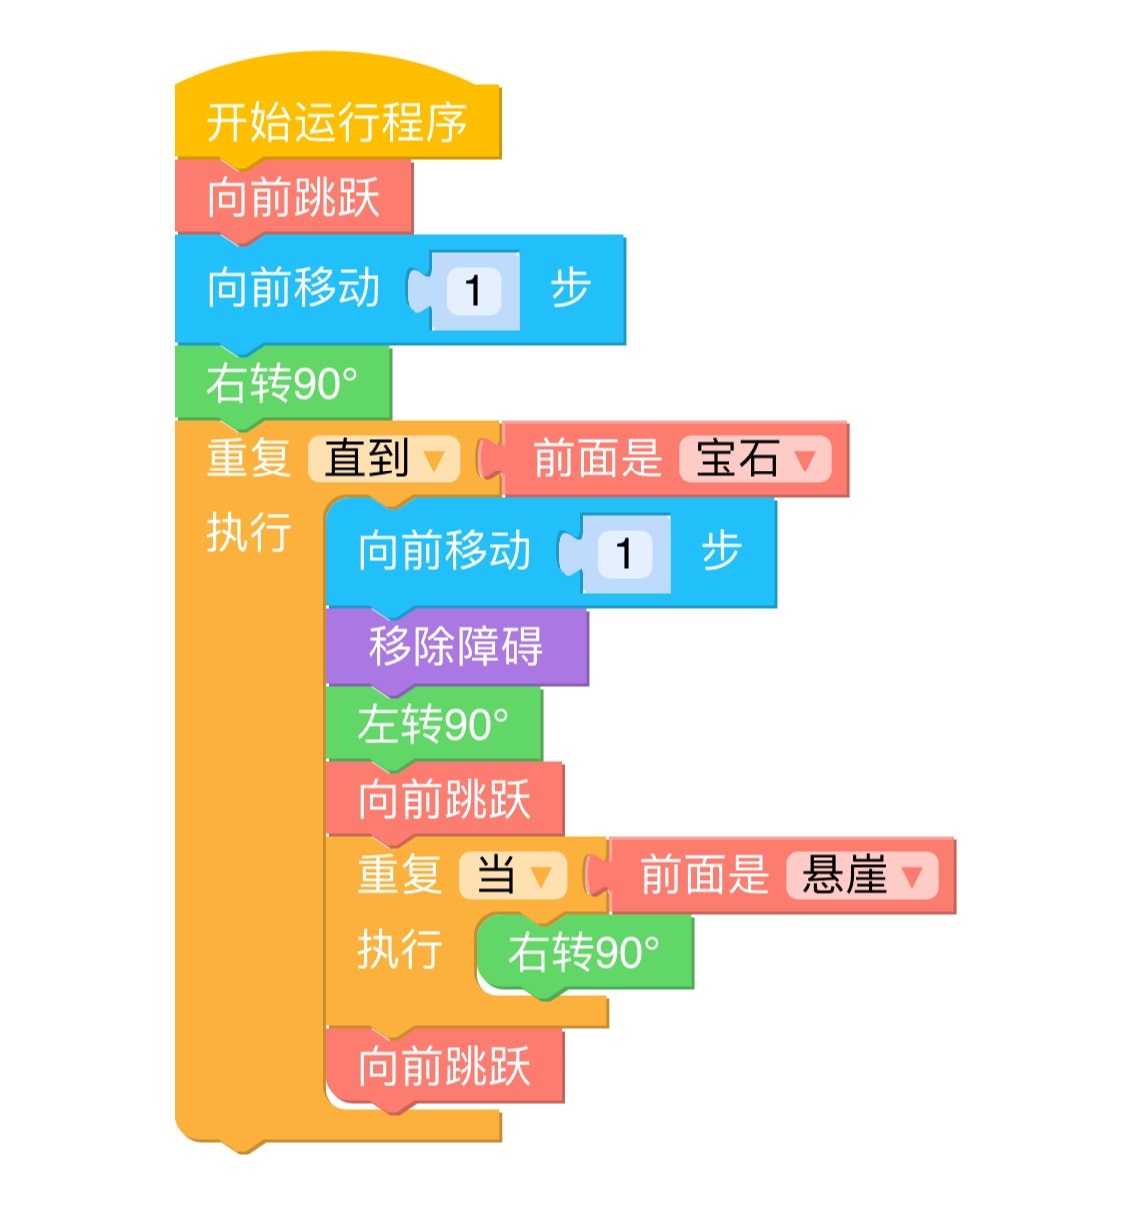 开始运行程序
向前跳跃
向前移动 1 步
右转90°
重复 直到 前面是 宝石
执行
向前移动 1 步
移除障碍
左转90°
向前跳跃
重复 当 前面是 悬崖
执行 右转90°
向前跳跃